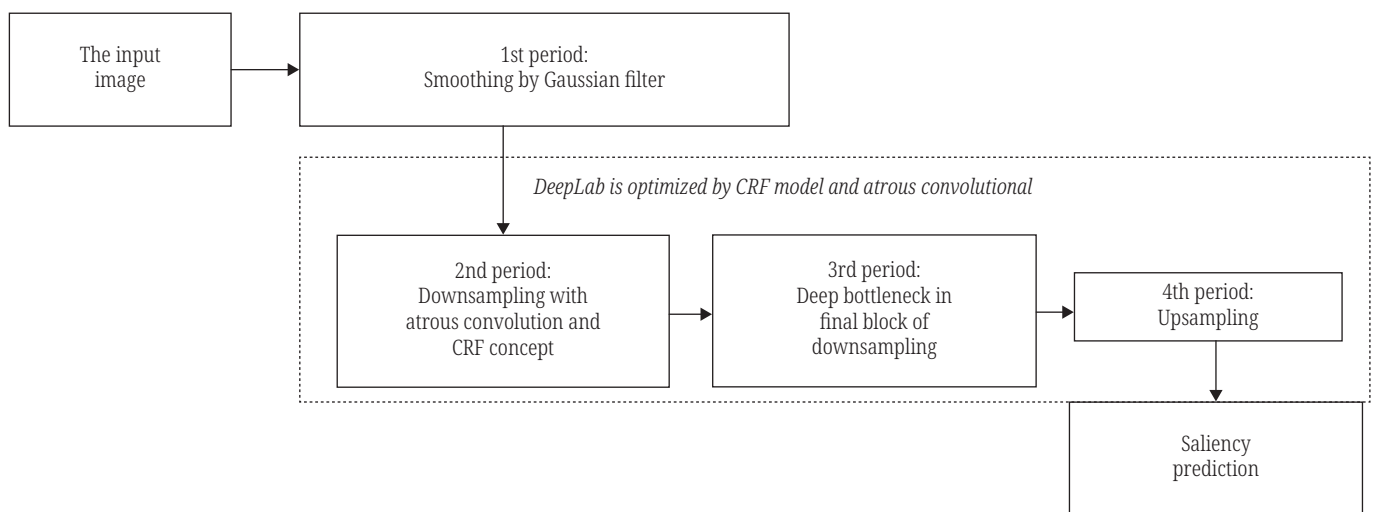 The input
image
1st period:
Smoothing by Gaussian filter
DeepLab is optimized by CRF model and atrous convolutional
2nd period:
Downsampling with
atrous convolution and
CRF concept
3rd period:
Deep bottleneck in
final block of
downsampling
4th period:
Upsampling
Saliency
prediction